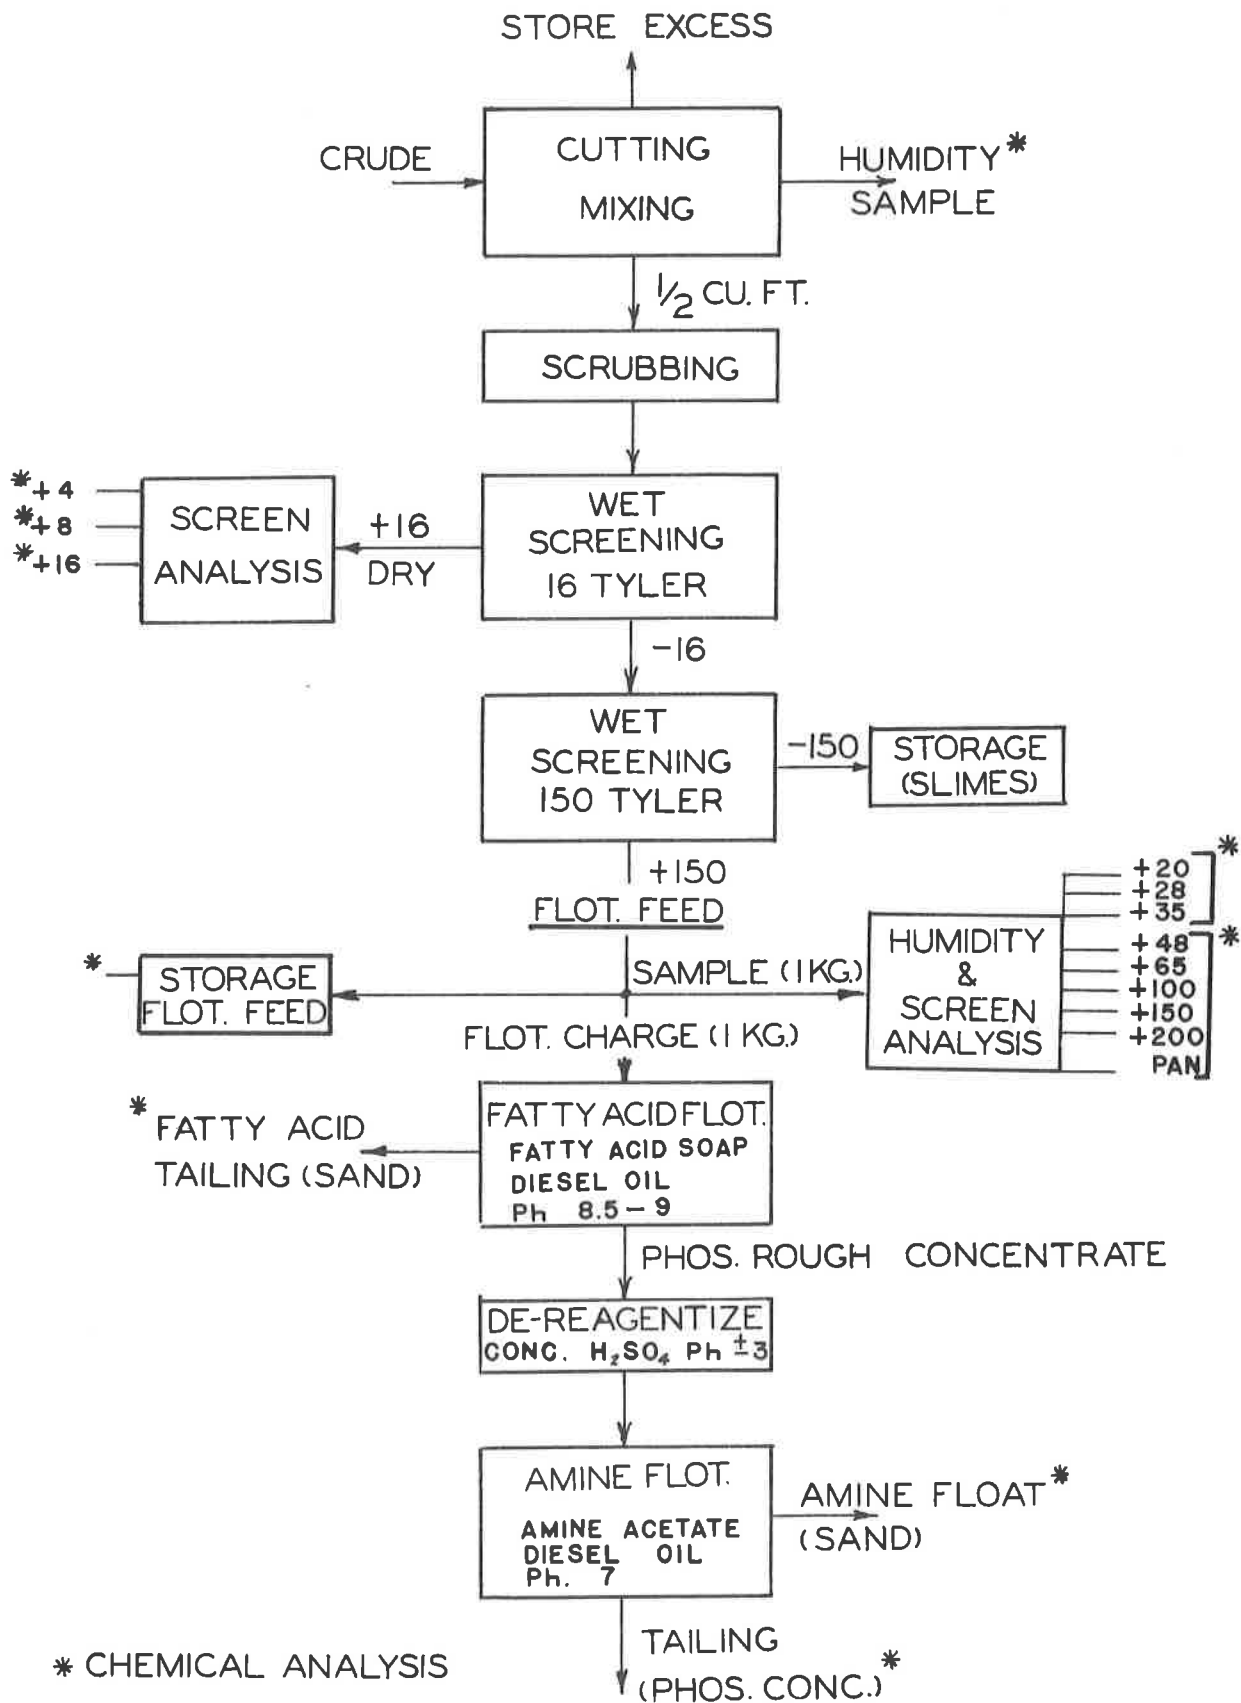 STORE EXCESS
CRUDE
CUTTING
MIXING
HUMIDITY*
SAMPLE
1/2 CU. FT.
SCRUBBING
*+4
*+8
*+16
SCREEN
ANALYSIS
+16
DRY
WET
SCREENING
16 TYLER
-16
WET
SCREENING
150 TYLER
-150
STORAGE
(SLIMES)
+150
FLOT. FEED
*
STORAGE
FLOT. FEED
SAMPLE (1 KG.)
HUMIDITY
&
SCREEN
ANALYSIS
+20
+28
+35
*
+48
+65
+100
+150
+200
PAN
*
FLOT. CHARGE (1 KG.)
FATTY ACID FLOT.
FATTY ACID SOAP
DIESEL OIL
Ph 8.5 – 9
*
FATTY ACID
TAILING (SAND)
PHOS. ROUGH CONCENTRATE
DE-REAGENTIZE
CONC. H₂SO₄ Ph ±3
AMINE FLOT.
AMINE ACETATE
DIESEL OIL
Ph. 7
AMINE FLOAT*
(SAND)
TAILING
(PHOS. CONC.)*
* CHEMICAL ANALYSIS